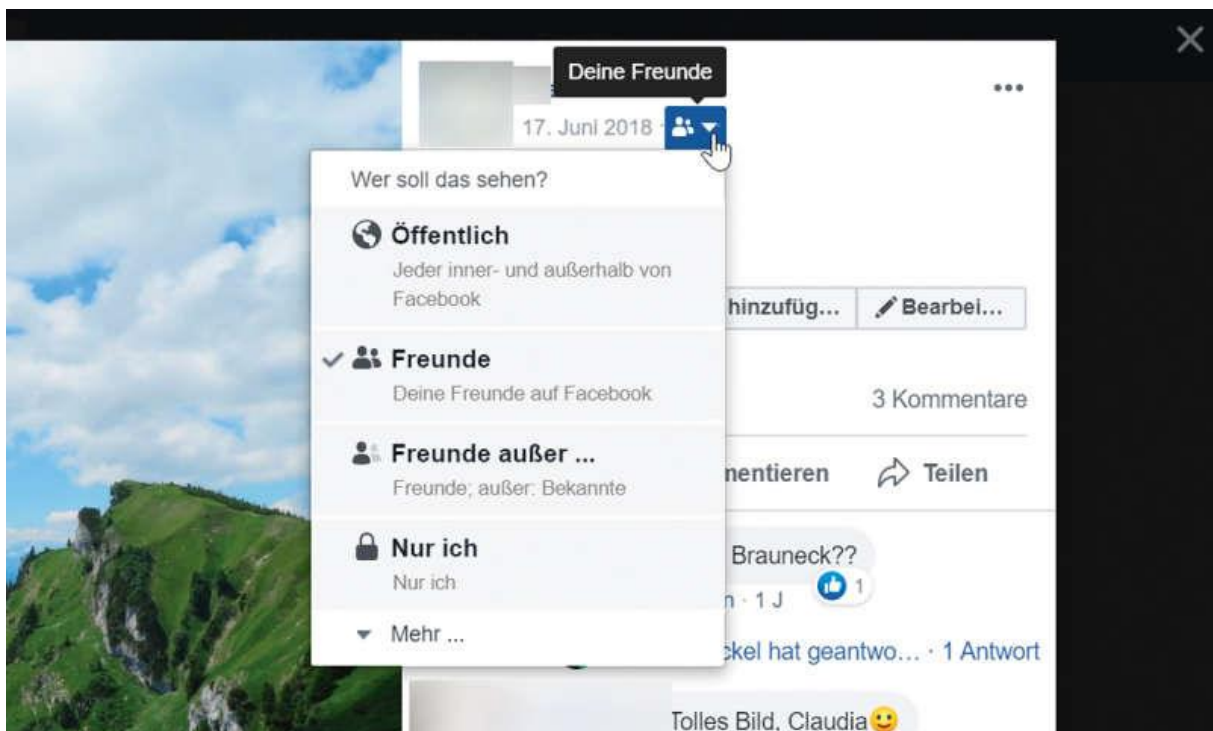 Deine Freunde
17. Juni 2018 ·
Wer soll das sehen?
Öffentlich
Jeder inner- und außerhalb von
Facebook
hinzufüg... Bearbei...
Freunde
Deine Freunde auf Facebook
3 Kommentare
Freunde außer ...
Freunde; außer: Bekannte
Teilen
Nur ich
Nur ich
Brauneck??
1
· 1 J
Mehr ...
hat geantwo... · 1 Antwort
Tolles Bild, Claudia